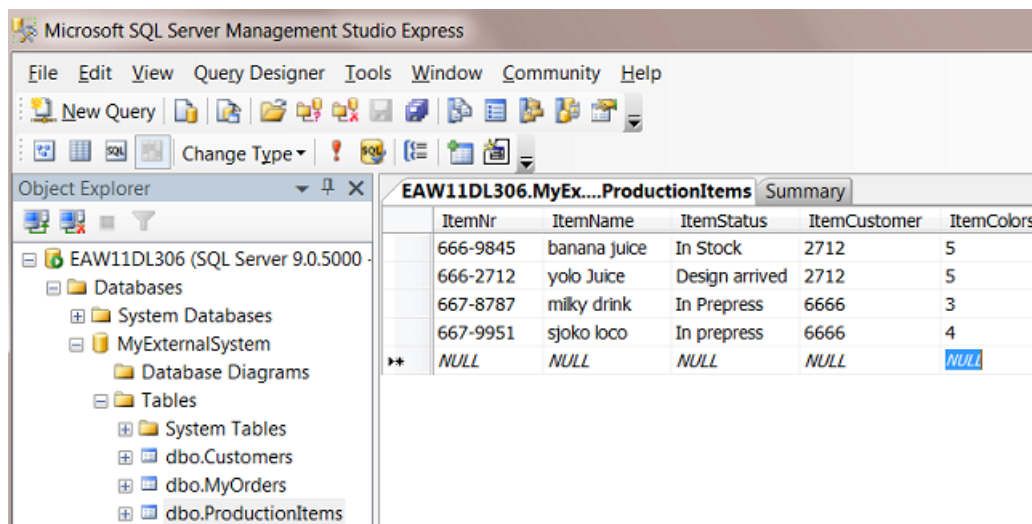 Microsoft SQL Server Management Studio Express
File Edit View Query Designer Tools Window Community Help
New Query
SQL Change Type SQL
Object Explorer
EAW11DL306 (SQL Server 9.0.5000 -
Databases
System Databases
MyExternalSystem
Database Diagrams
Tables
System Tables
dbo.Customers
dbo.MyOrders
dbo.ProductionItems
EAW11DL306.MyEx....ProductionItems Summary
ItemNr ItemName ItemStatus ItemCustomer ItemColors
666-9845 banana juice In Stock 2712 5
666-2712 yolo Juice Design arrived 2712 5
667-8787 milky drink In Prepress 6666 3
667-9951 sjoko loco In prepress 6666 4
NULL NULL NULL NULL NULL